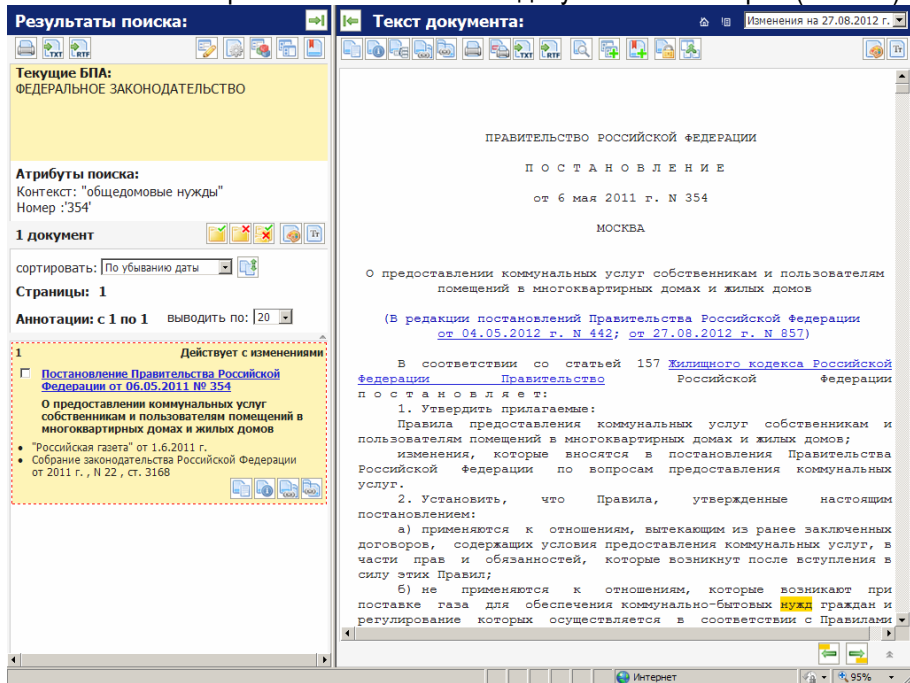 Результаты поиска:
Текст документа:
Изменения на 27.08.2012 г.
TXT
RTF
TXT
RTF
Текущие БПА:
ФЕДЕРАЛЬНОЕ ЗАКОНОДАТЕЛЬСТВО
Атрибуты поиска:
Контекст: "общедомовые нужды"
Номер :'354'
1 документ
сортировать: По убыванию даты
Страницы: 1
Аннотации: с 1 по 1 выводить по: 20
1 Действует с изменениями
Постановление Правительства Российской
Федерации от 06.05.2011 № 354
О предоставлении коммунальных услуг
собственникам и пользователям помещений в
многоквартирных домах и жилых домов
• "Российская газета" от 1.6.2011 г.
• Собрание законодательства Российской Федерации
от 2011 г. , N 22 , ст. 3168
ПРАВИТЕЛЬСТВО РОССИЙСКОЙ ФЕДЕРАЦИИ
П О С Т А Н О В Л Е Н И Е
от 6 мая 2011 г. N 354
МОСКВА
О предоставлении коммунальных услуг собственникам и пользователям
помещений в многоквартирных домах и жилых домов
(В редакции постановлений Правительства Российской Федерации
от 04.05.2012 г. N 442; от 27.08.2012 г. N 857)
В соответствии со статьей 157 Жилищного кодекса Российской
Федерации Правительство Российской Федерации
п о с т а н о в л я е т:
1. Утвердить прилагаемые:
Правила предоставления коммунальных услуг собственникам и
пользователям помещений в многоквартирных домах и жилых домов;
изменения, которые вносятся в постановления Правительства
Российской Федерации по вопросам предоставления коммунальных
услуг.
2. Установить, что Правила, утвержденные настоящим
постановлением:
а) применяются к отношениям, вытекающим из ранее заключенных
договоров, содержащих условия предоставления коммунальных услуг, в
части прав и обязанностей, которые возникнут после вступления в
силу этих Правил;
б) не применяются к отношениям, которые возникают при
поставке газа для обеспечения коммунально-бытовых нужд граждан и
регулирование которых осуществляется в соответствии с Правилами
Интернет
95%